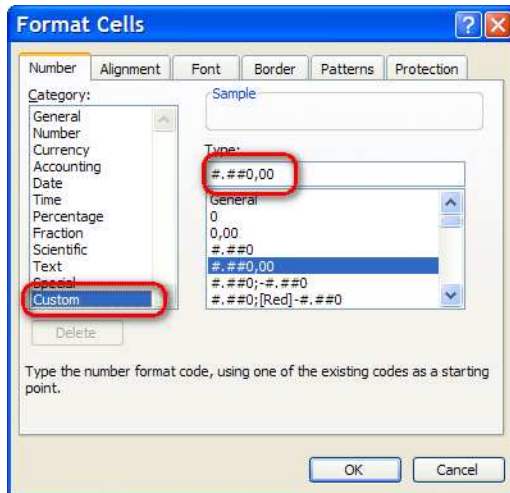 Format Cells
Number Alignment Font Border Patterns Protection
Category:
General
Number
Currency
Accounting
Date
Time
Percentage
Fraction
Scientific
Text
Special
Custom
Sample
Type:
#.##0,00
General
0
0,00
#.##0
#.##0,00
#.##0;-#.##0
#.##0;[Red]-#.##0
Delete
Type the number format code, using one of the existing codes as a starting
point.
OK Cancel